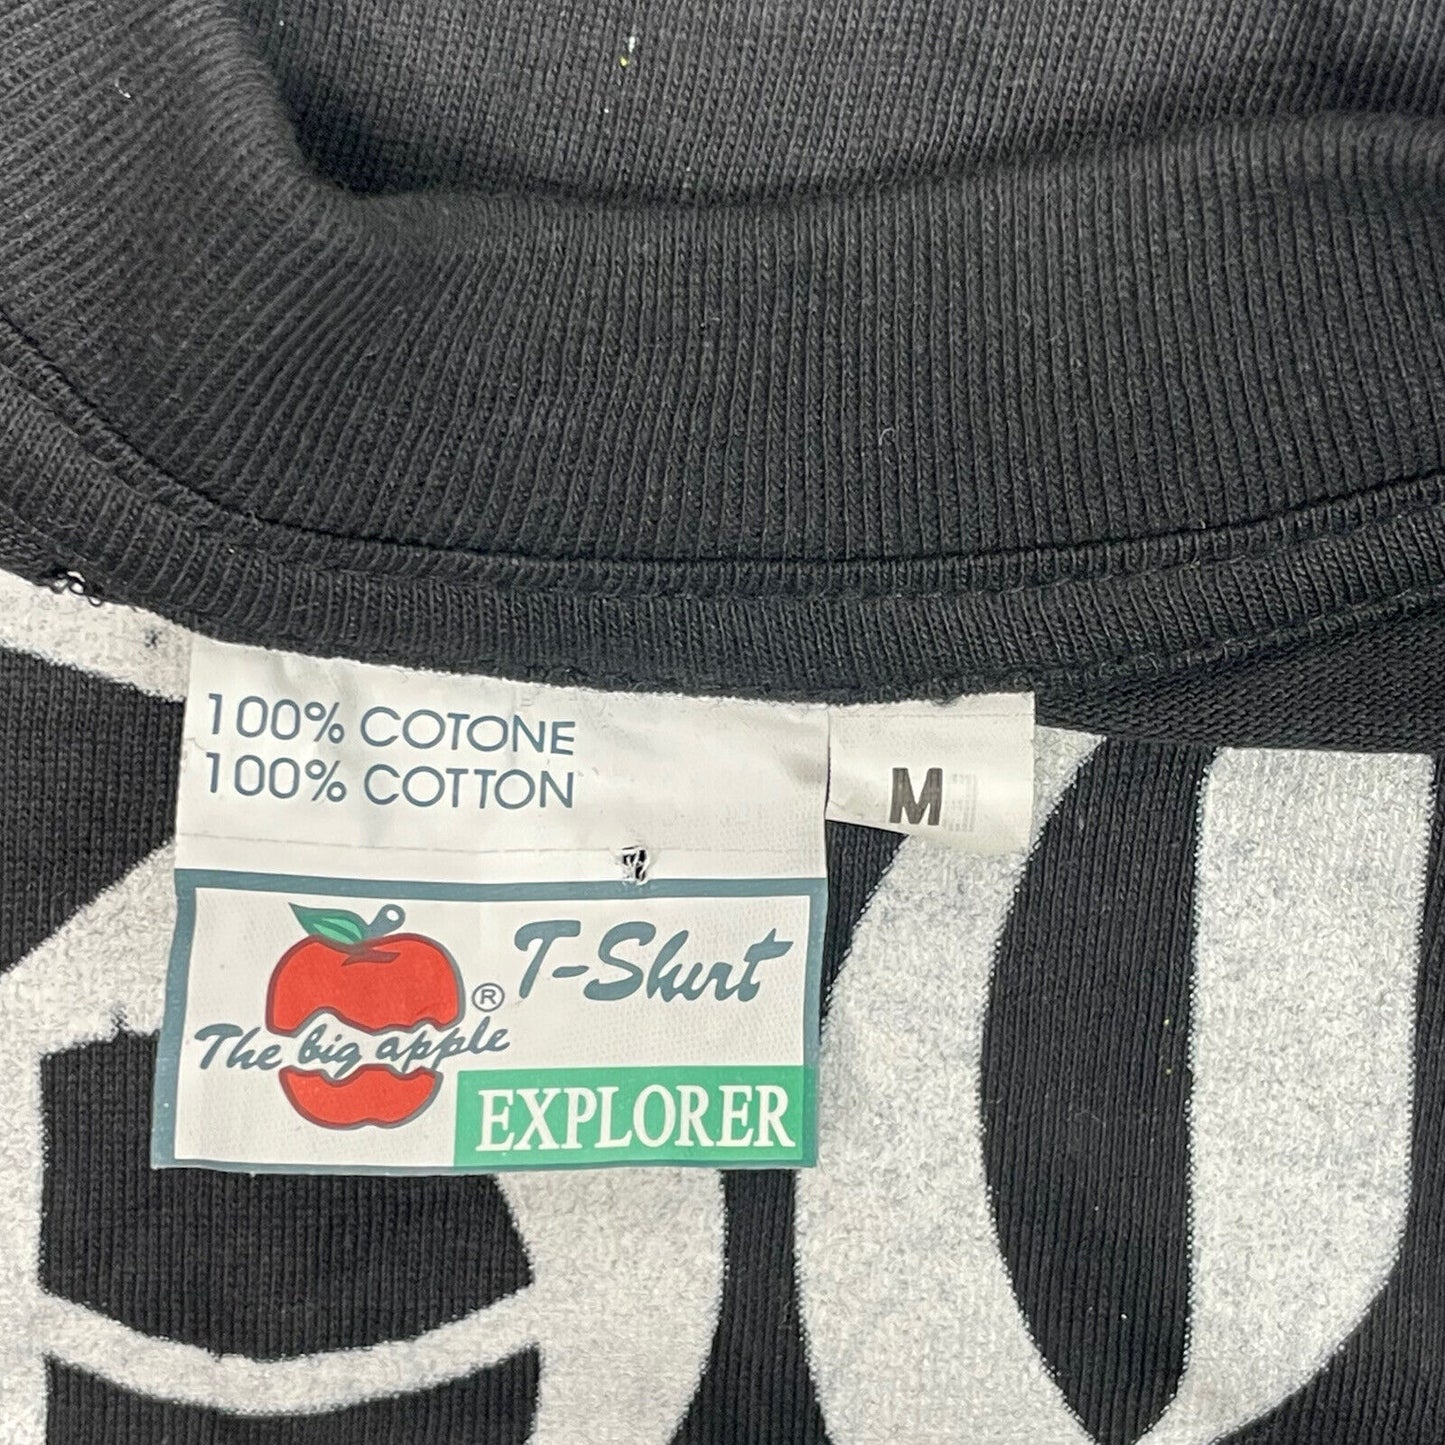 100% COTONE
100% COTTON
M
T-Shirt
®
The big apple
EXPLORER